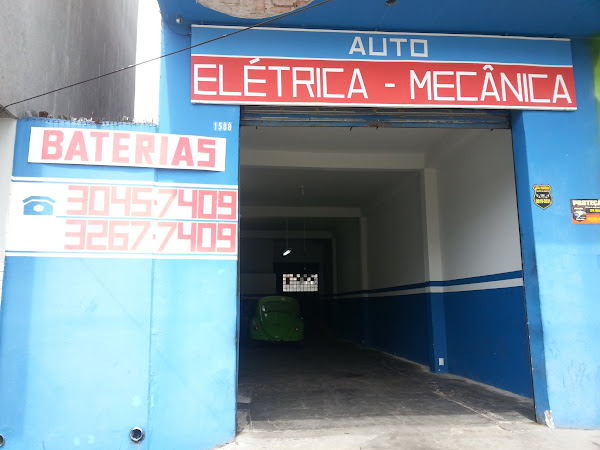 AUTO
ELÉTRICA - MECÂNICA
1588
BATERIAS
3045-7409
3267-7409